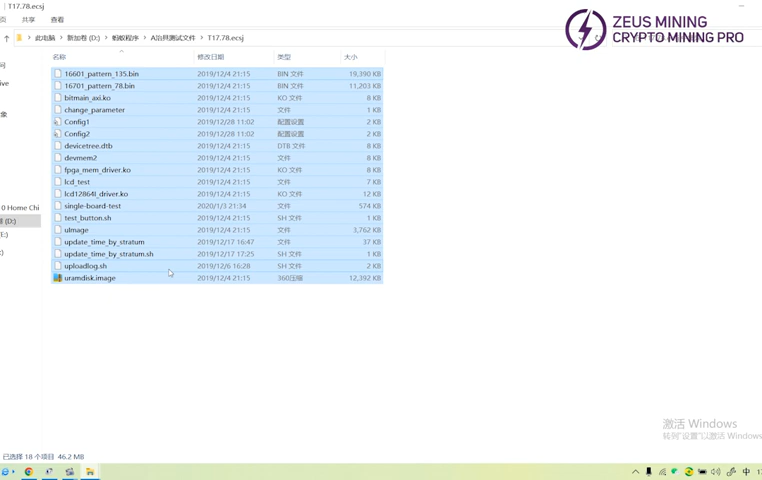 T17.78.ecsj
页 共享 查看
此电脑 › 新加卷 (D:) › 蚂蚁程序 › A治具测试文件 › T17.78.ecsj
ZEUS MINING
CRYPTO MINING PRO
名称 修改日期 类型 大小
16601_pattern_135.bin 2019/12/4 21:15 BIN 文件 19,390 KB
16701_pattern_78.bin 2019/12/4 21:15 BIN 文件 11,203 KB
bitmain_axi.ko 2019/12/4 21:15 KO 文件 8 KB
change_parameter 2019/12/4 21:15 文件 1 KB
Config1 2019/12/28 11:02 配置设置 2 KB
Config2 2019/12/28 11:02 配置设置 2 KB
devicetree.dtb 2019/12/4 21:15 DTB 文件 8 KB
devmem2 2019/12/4 21:15 文件 8 KB
fpga_mem_driver.ko 2019/12/4 21:15 KO 文件 8 KB
lcd_test 2019/12/4 21:15 文件 7 KB
lcd12864I_driver.ko 2019/12/4 21:15 KO 文件 12 KB
single-board-test 2020/1/3 21:34 文件 574 KB
test_button.sh 2019/12/4 21:15 SH 文件 1 KB
uImage 2019/12/4 21:15 文件 3,762 KB
update_time_by_stratum 2019/12/17 16:47 文件 37 KB
update_time_by_stratum.sh 2019/12/17 17:25 SH 文件 1 KB
uploadlog.sh 2019/12/6 16:28 SH 文件 2 KB
uramdisk.image 2019/12/4 21:15 360压缩 12,392 KB
问
ive
象
0 Home Chi
(D:)
(E:)
激活 Windows
转到"设置"以激活 Windows
已选择 18 个项目 46.2 MB
中